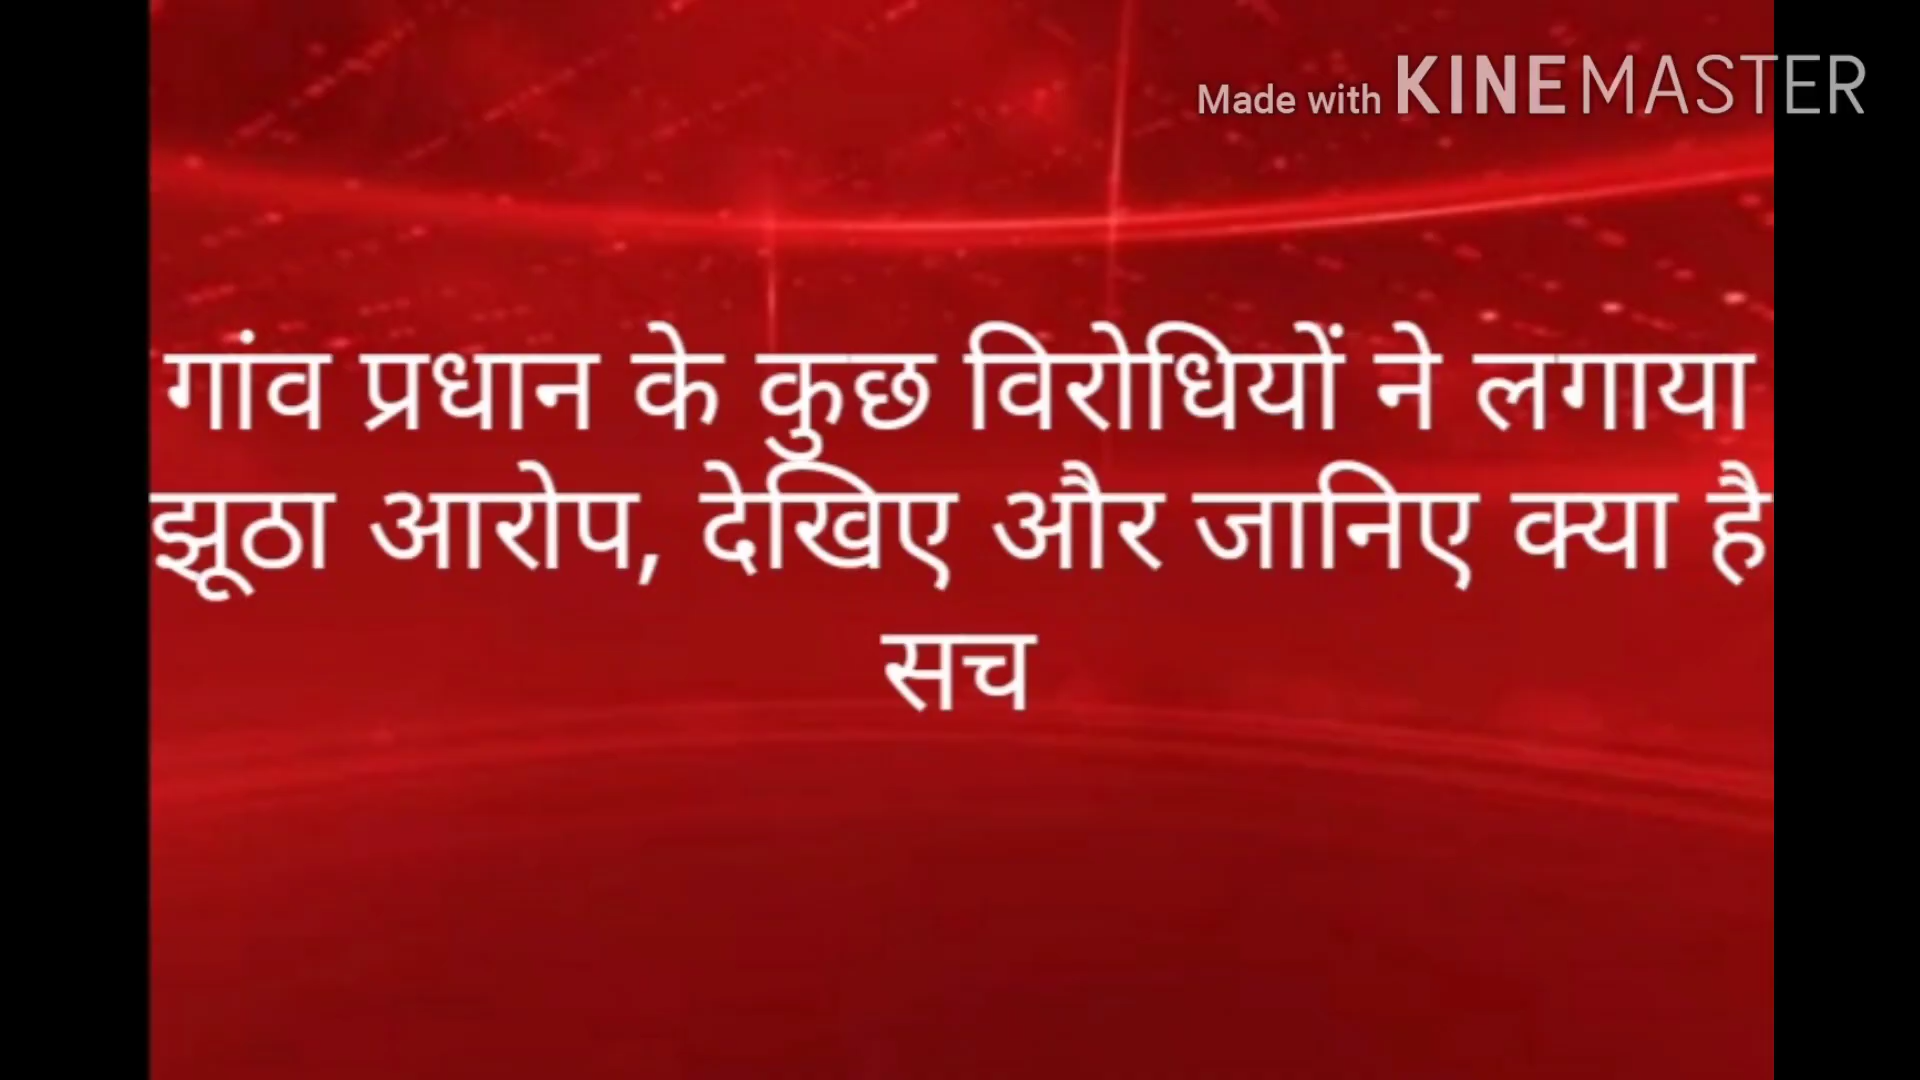 Made with KINEMASTER
गांव प्रधान के कुछ विरोधियों ने लगाया
झूठा आरोप, देखिए और जानिए क्या है
सच